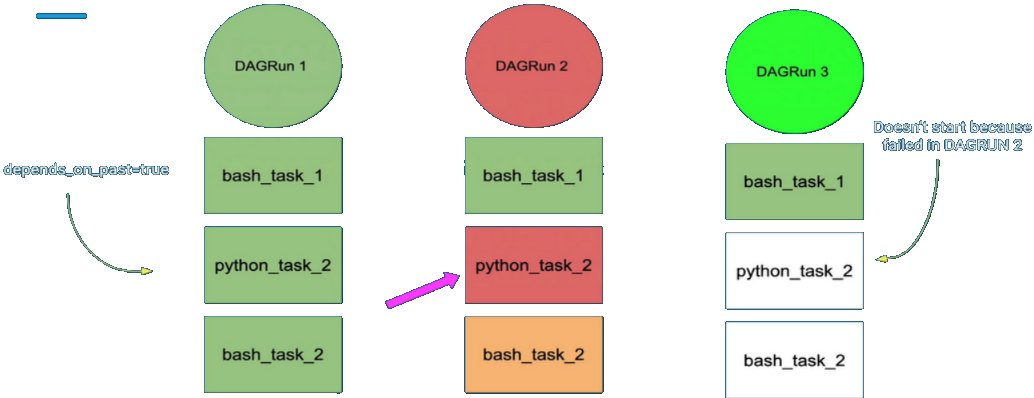 DAGRun 1
DAGRun 2
DAGRun 3
Doesn't start because
failed in DAGRUN 2
depends_on_past=true
bash_task_1
bash_task_1
bash_task_1
python_task_2
python_task_2
python_task_2
bash_task_2
bash_task_2
bash_task_2